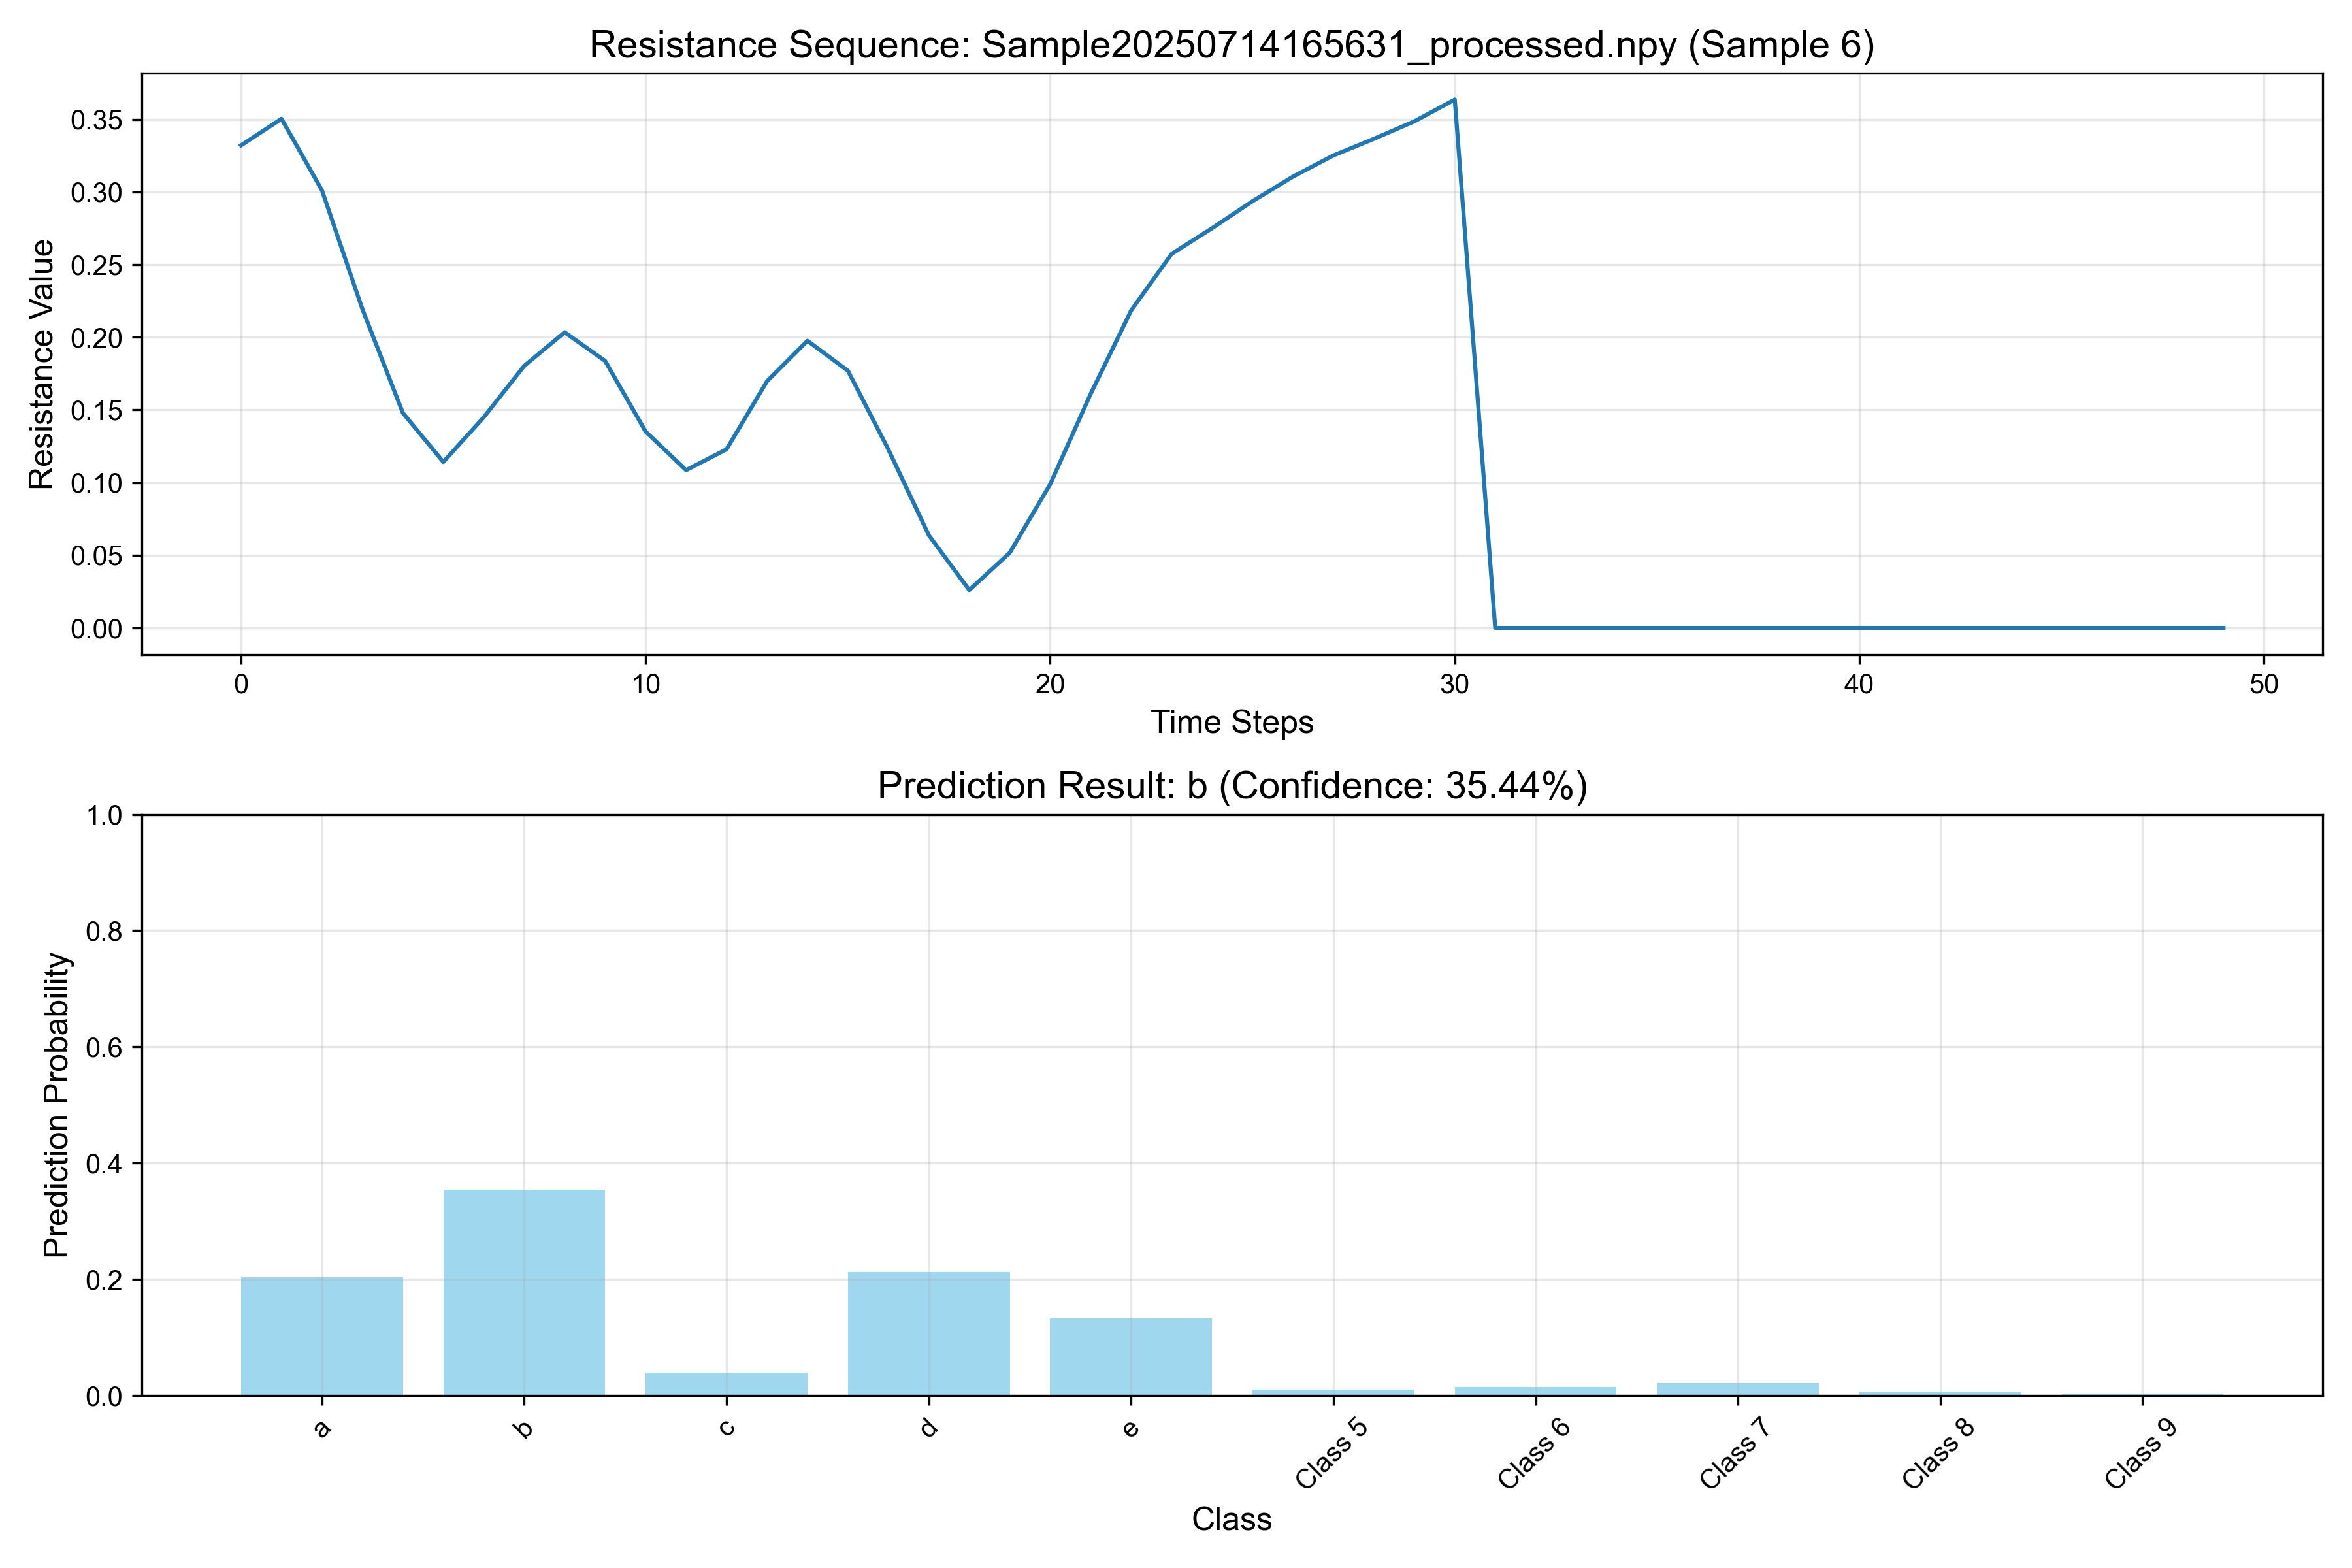 Resistance Sequence: Sample20250714165631_processed.npy (Sample 6)
Resistance Value
0.35
0.30
0.25
0.20
0.15
0.10
0.05
0.00
0 10 20 30 40 50
Time Steps
Prediction Result: b (Confidence: 35.44%)
Prediction Probability
1.0
0.8
0.6
0.4
0.2
0.0
a b c d e Class 5 Class 6 Class 7 Class 8 Class 9
Class